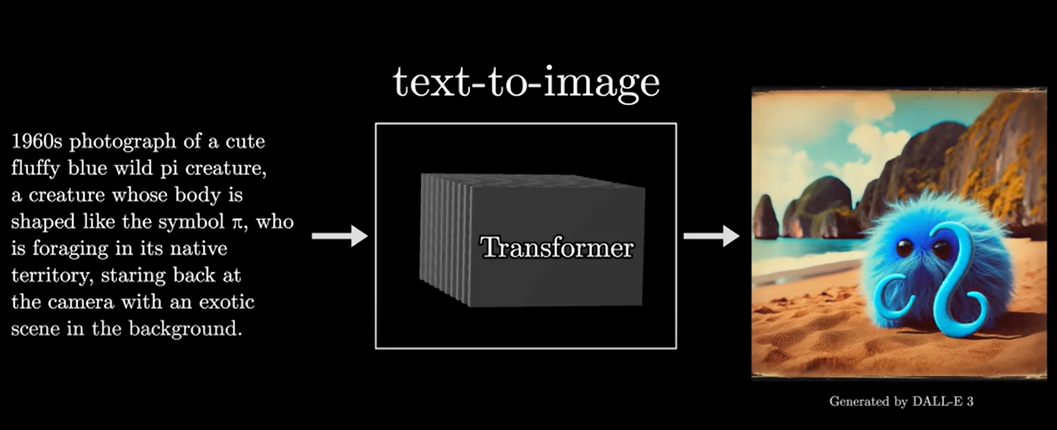 text-to-image
1960s photograph of a cute
fluffy blue wild pi creature,
a creature whose body is
shaped like the symbol π, who
is foraging in its native
territory, staring back at
the camera with an exotic
scene in the background.
Transformer
Generated by DALL-E 3